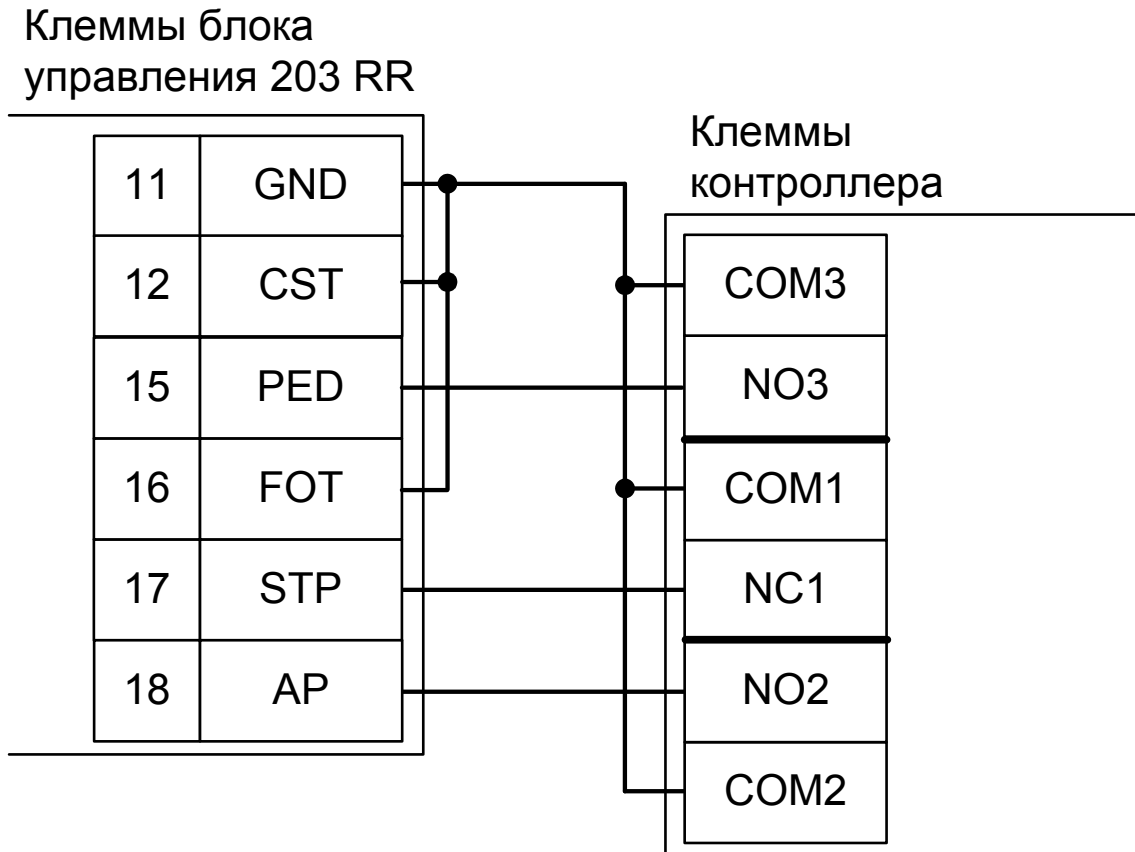 Клеммы блока
управления 203 RR
11 GND
12 CST
15 PED
16 FOT
17 STP
18 AP
Клеммы
контроллера
COM3
NO3
COM1
NC1
NO2
COM2